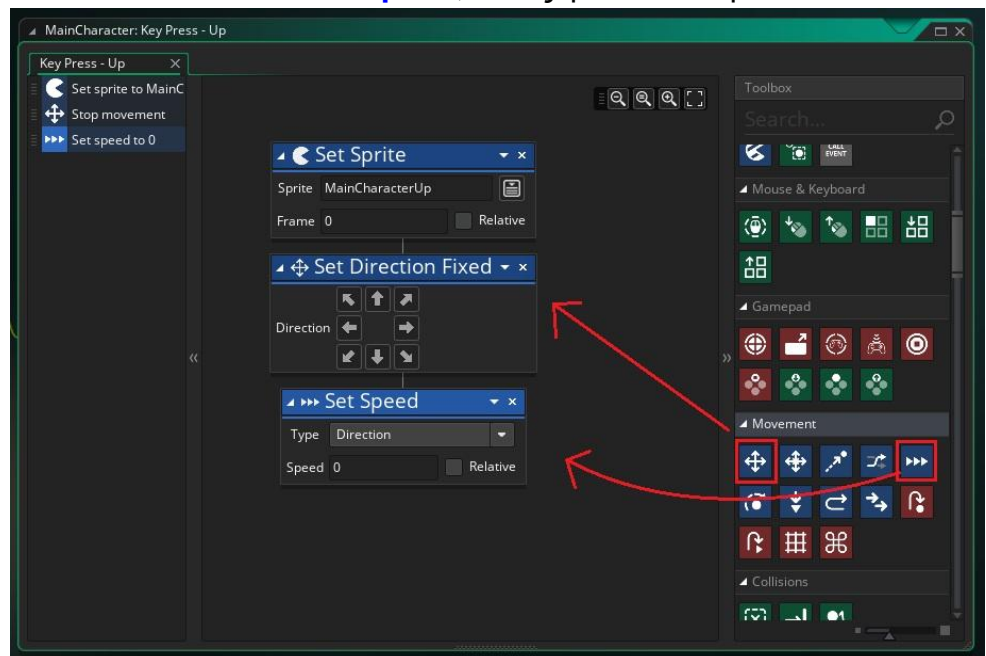 MainCharacter: Key Press - Up
Key Press - Up
Set sprite to MainC
Stop movement
Set speed to 0
Set Sprite
Sprite MainCharacterUp
Frame 0 Relative
Set Direction Fixed
Direction
Set Speed
Type Direction
Speed 0 Relative
Toolbox
Search...
CALL
EVENT
Mouse & Keyboard
Gamepad
Movement
Collisions